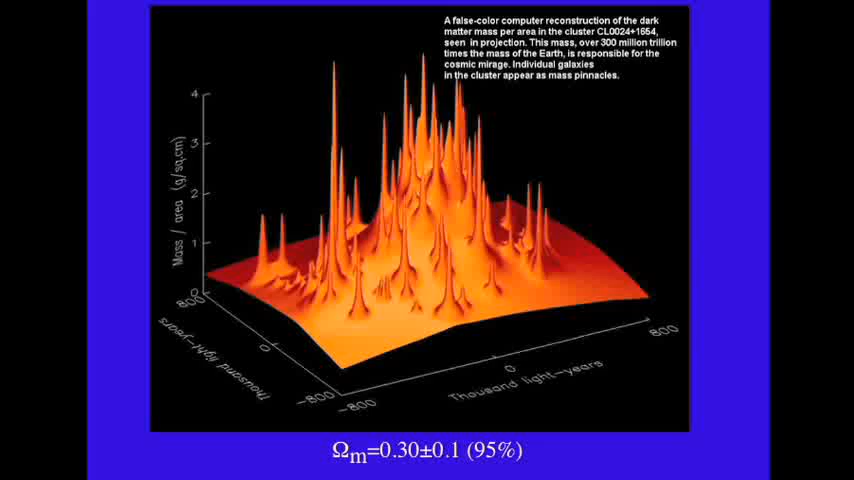 A false-color computer reconstruction of the dark
matter mass per area in the cluster CL0024+1654,
seen in projection. This mass, over 300 million trillion
times the mass of the Earth, is responsible for the
cosmic mirage. Individual galaxies
in the cluster appear as mass pinnacles.
4
3
2
1
0
Mass / area (g/sq.cm)
800
0
-800
Thousand light-years
-800
0
800
Thousand light-years
Ωm=0.30±0.1 (95%)